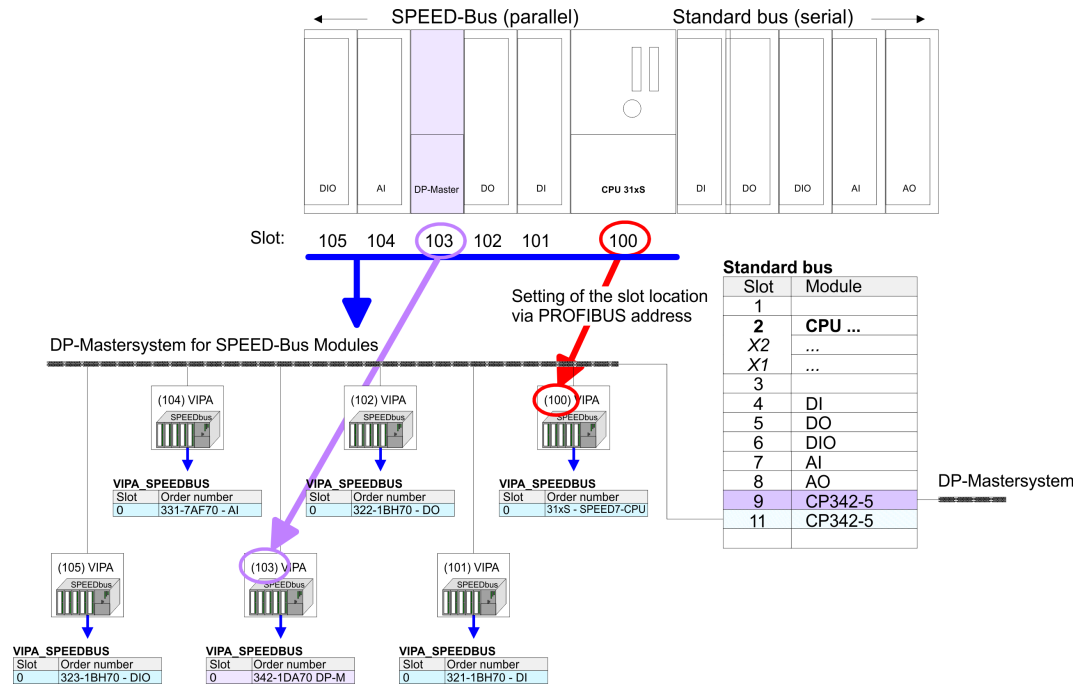 SPEED-Bus (parallel) Standard bus (serial)
DIO AI DP-Master DO DI CPU 31xS DI DO DIO AI AO
Slot: 105 104 103 102 101 100
Setting of the slot location
via PROFIBUS address
DP-Mastersystem for SPEED-Bus Modules
(104) VIPA
SPEEDbus
VIPA_SPEEDBUS
Slot Order number
0 331-7AF70 - AI
(102) VIPA
SPEEDbus
VIPA_SPEEDBUS
Slot Order number
0 322-1BH70 - DO
(100) VIPA
SPEEDbus
VIPA_SPEEDBUS
Slot Order number
0 31xS - SPEED7-CPU
(105) VIPA
SPEEDbus
VIPA_SPEEDBUS
Slot Order number
0 323-1BH70 - DIO
(103) VIPA
SPEEDbus
VIPA_SPEEDBUS
Slot Order number
0 342-1DA70 DP-M
(101) VIPA
SPEEDbus
VIPA_SPEEDBUS
Slot Order number
0 321-1BH70 - DI
Standard bus
Slot Module
1
2 CPU ...
X2 ...
X1 ...
3
4 DI
5 DO
6 DIO
7 AI
8 AO
9 CP342-5
11 CP342-5
DP-Mastersystem